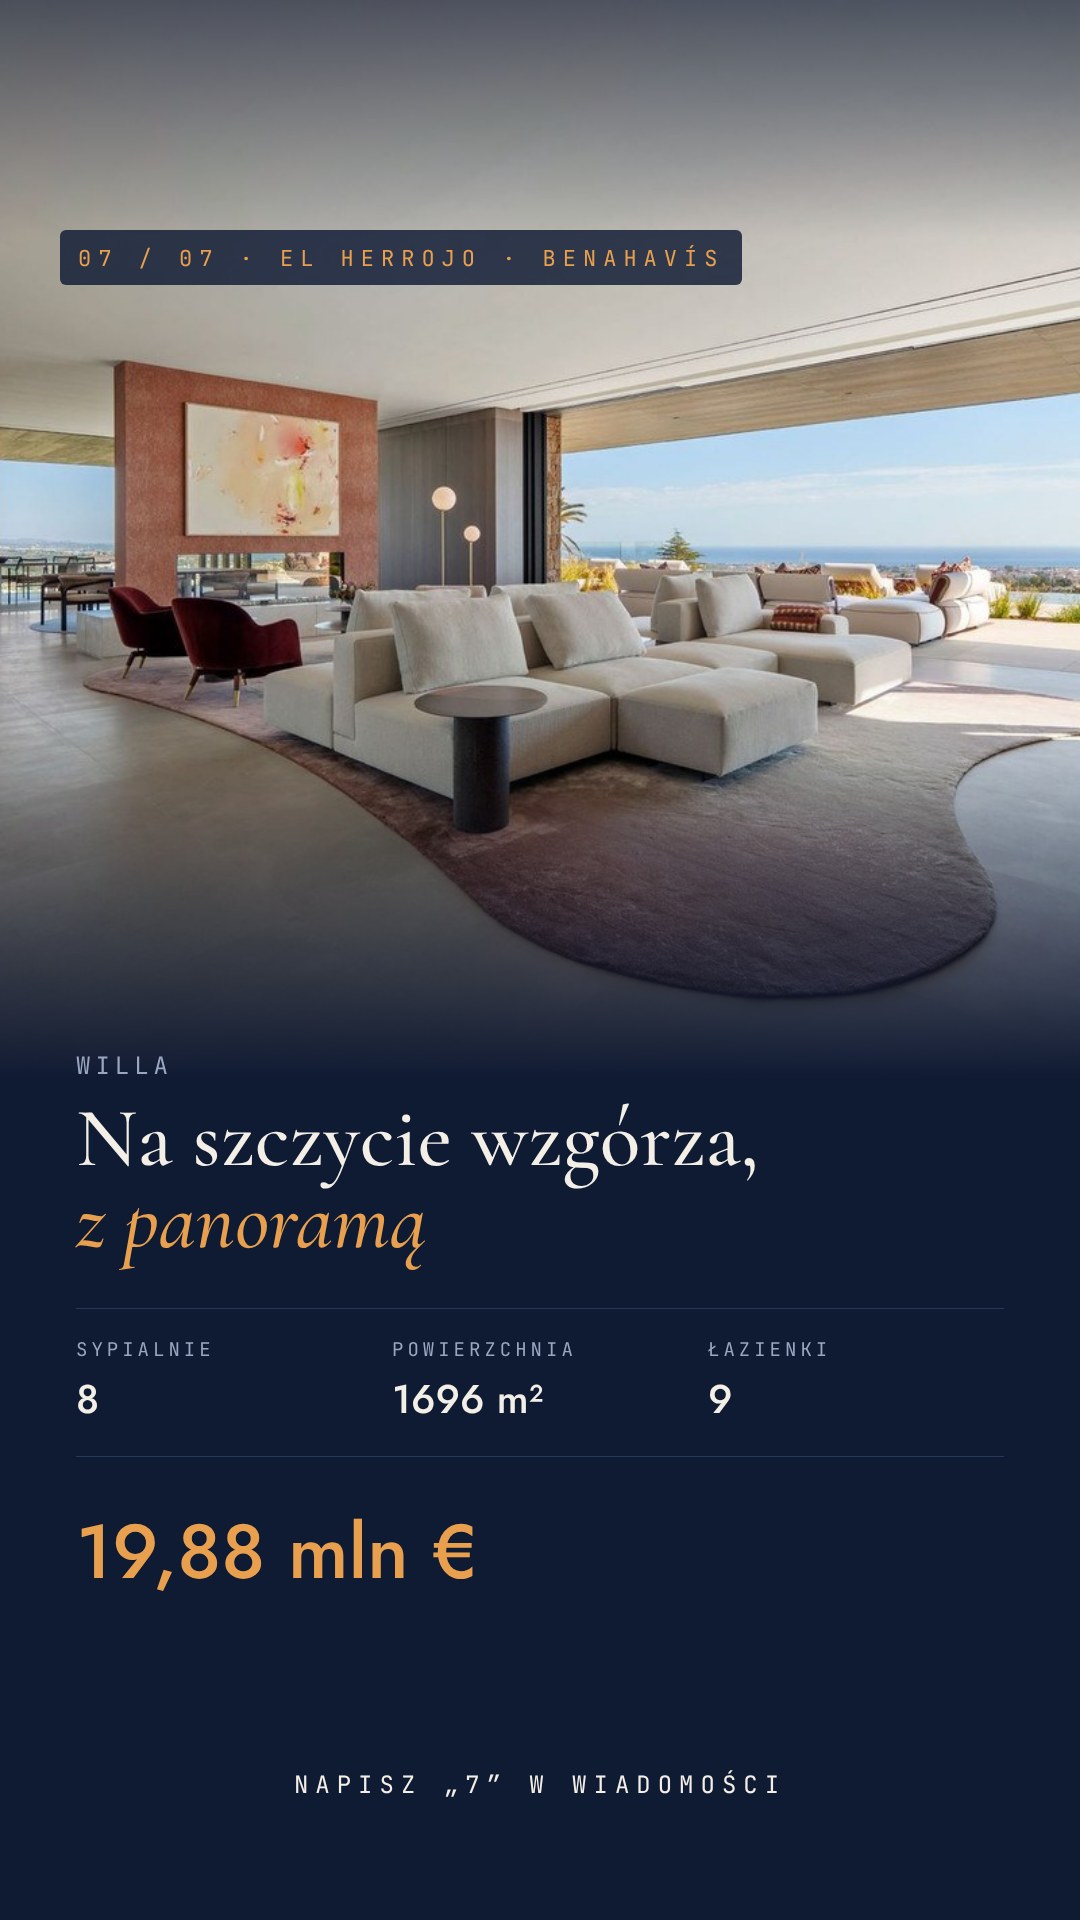 07 / 07 · EL HERROJO · BENAHAVÍS
WILLA
Na szczycie wzgórza,
z panoramą
SYPIALNIE POWIERZCHNIA ŁAZIENKI
8 1696 m² 9
19,88 mln €
NAPISZ „7” W WIADOMOŚCI